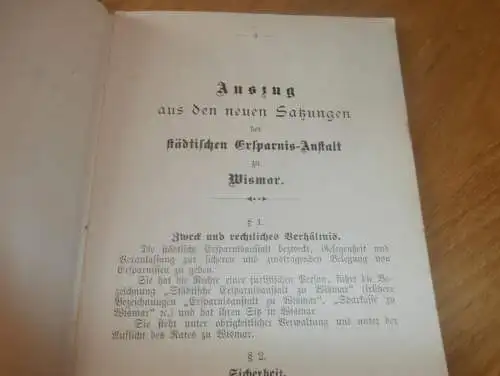 — 2 —
Auszug
aus den neuen Satzungen
der
städtischen Ersparnis-Anstalt
zu
Wismar.
§ 1.
Zweck und rechtliches Verhältnis.
Die städtische Ersparnisanstalt bezweckt, Gelegenheit und
Veranlassung zur sicheren und zutragenden Belegung von
Ersparnissen zu geben.
Sie hat die Rechte einer juristischen Person, führt die Be-
zeichnung „Städtische Ersparnisanstalt zu Wismar" (frühere
Bezeichnungen „Ersparnisanstalt zu Wismar", „Sparkasse zu
Wismar" ec.) und hat ihren Sitz in Wismar.
Sie steht unter obrigkeitlicher Verwaltung und unter der
Aufsicht des Rates zu Wismar.
§ 2.
Sicherheit.